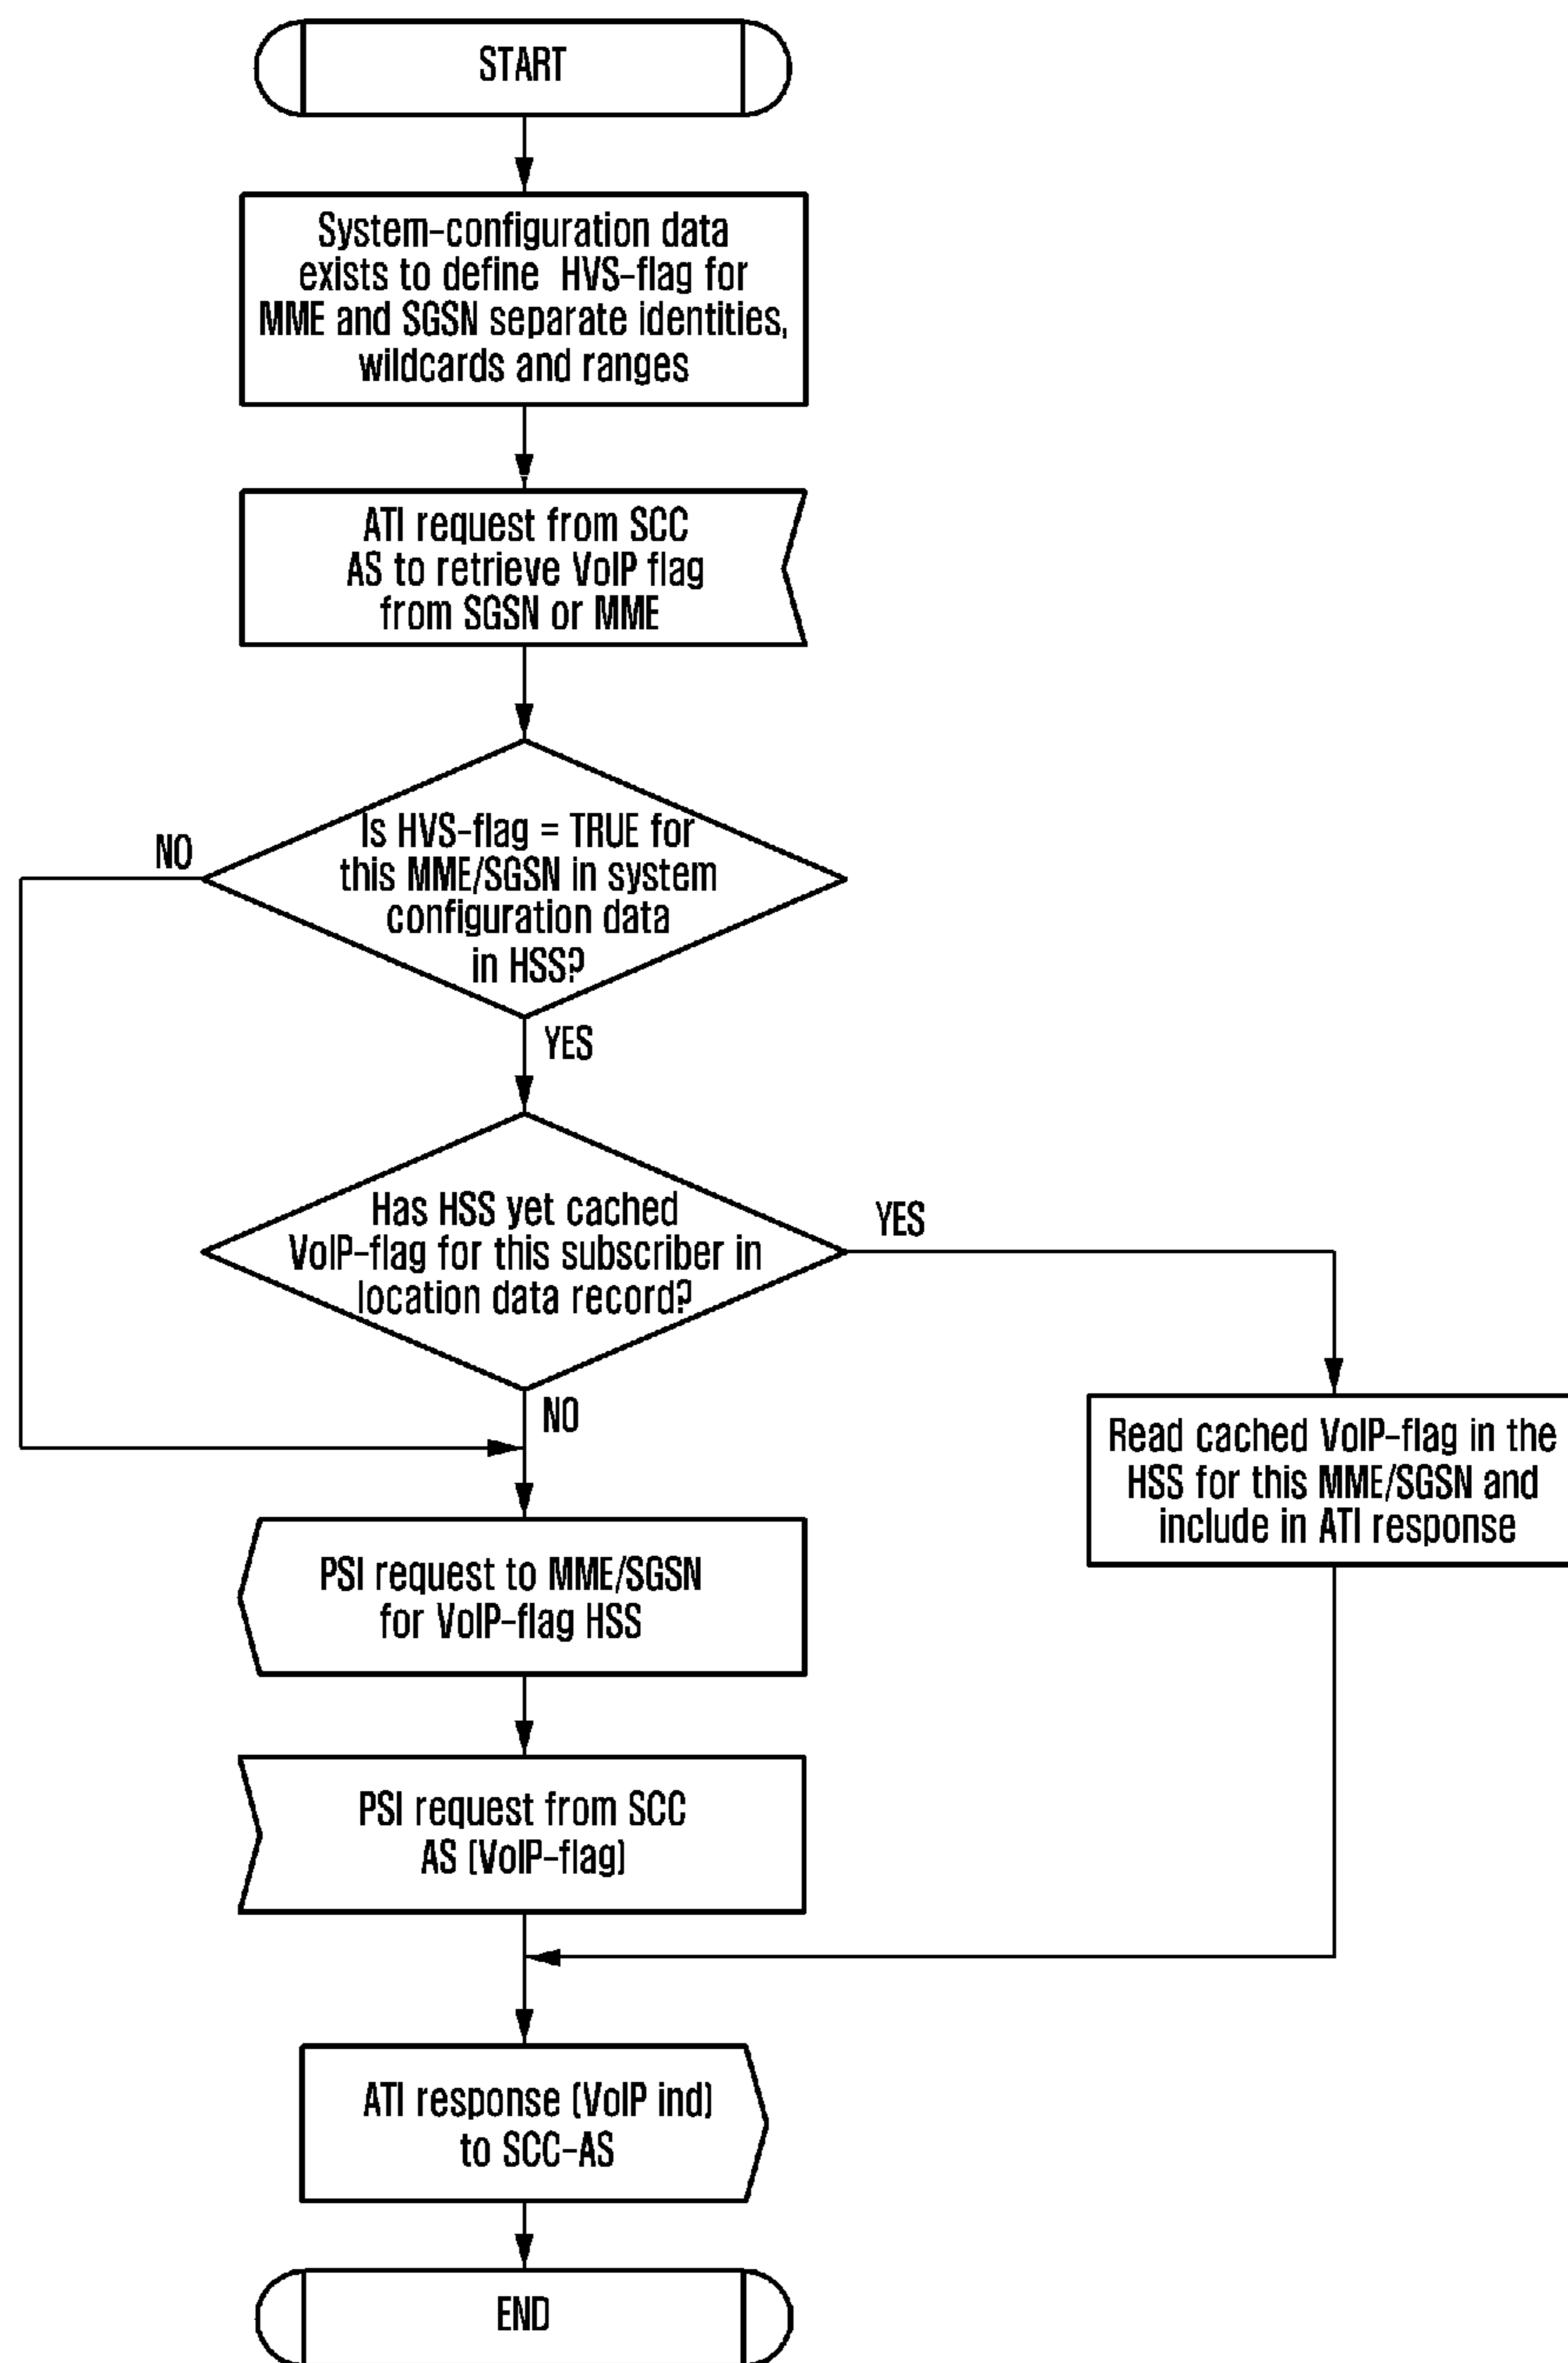 START
System-configuration data
exists to define HVS-flag for
MME and SGSN separate identities,
wildcards and ranges
ATI request from SCC
AS to retrieve VoIP flag
from SGSN or MME
Is HVS-flag = TRUE for
this MME/SGSN in system
configuration data
in HSS?
NO
YES
Has HSS yet cached
VoIP-flag for this subscriber in
location data record?
YES
NO
Read cached VoIP-flag in the
HSS for this MME/SGSN and
include in ATI response
PSI request to MME/SGSN
for VoIP-flag HSS
PSI request from SCC
AS (VoIP-flag)
ATI response (VoIP ind)
to SCC-AS
END